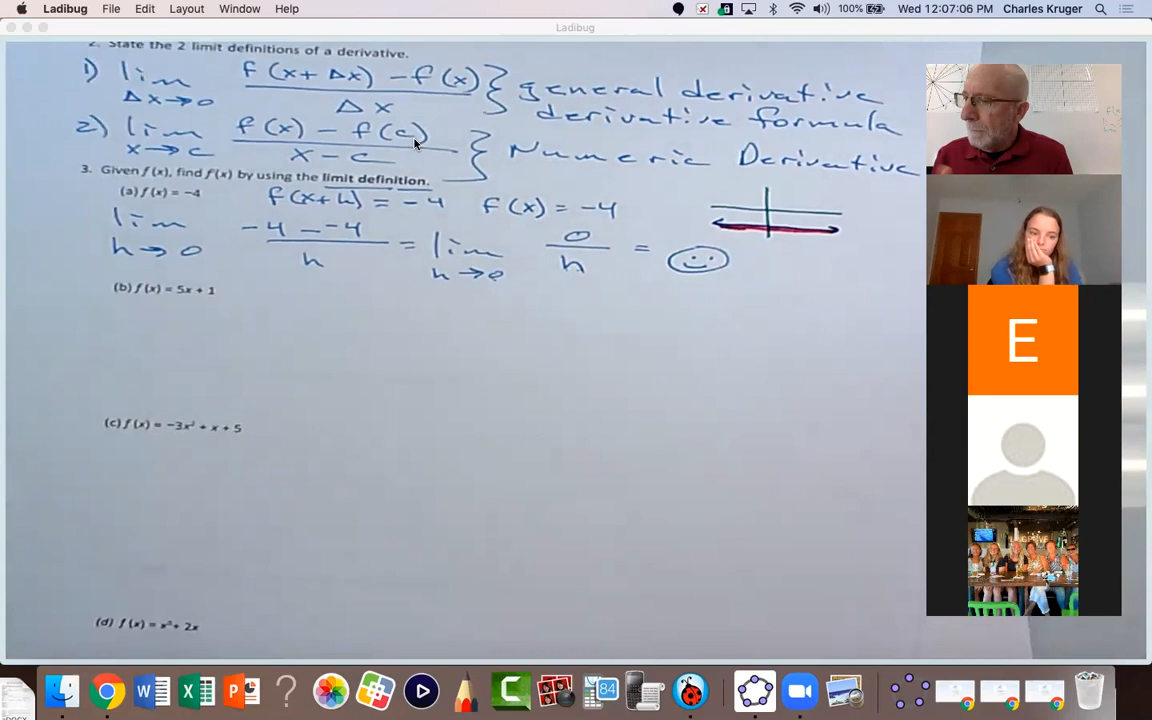 Ladibug File Edit Layout Window Help 100% Wed 12:07:06 PM Charles Kruger
Ladibug
2. State the 2 limit definitions of a derivative.
1) lim Δx→0 f(x+Δx) - f(x) / Δx } general derivative
derivative formula
2) lim x→c f(x) - f(c) / x - c } Numeric Derivative
3. Given f(x), find f(x) by using the limit definition.
(a) f(x) = -4 f(x+h) = -4 f(x) = -4
lim h→0 -4 - -4 / h = lim h→0 0 / h =
(b) f(x) = 5x + 1
(c) f(x) = -3x² + x + 5
(d) f(x) = x³ + 2x
E
84